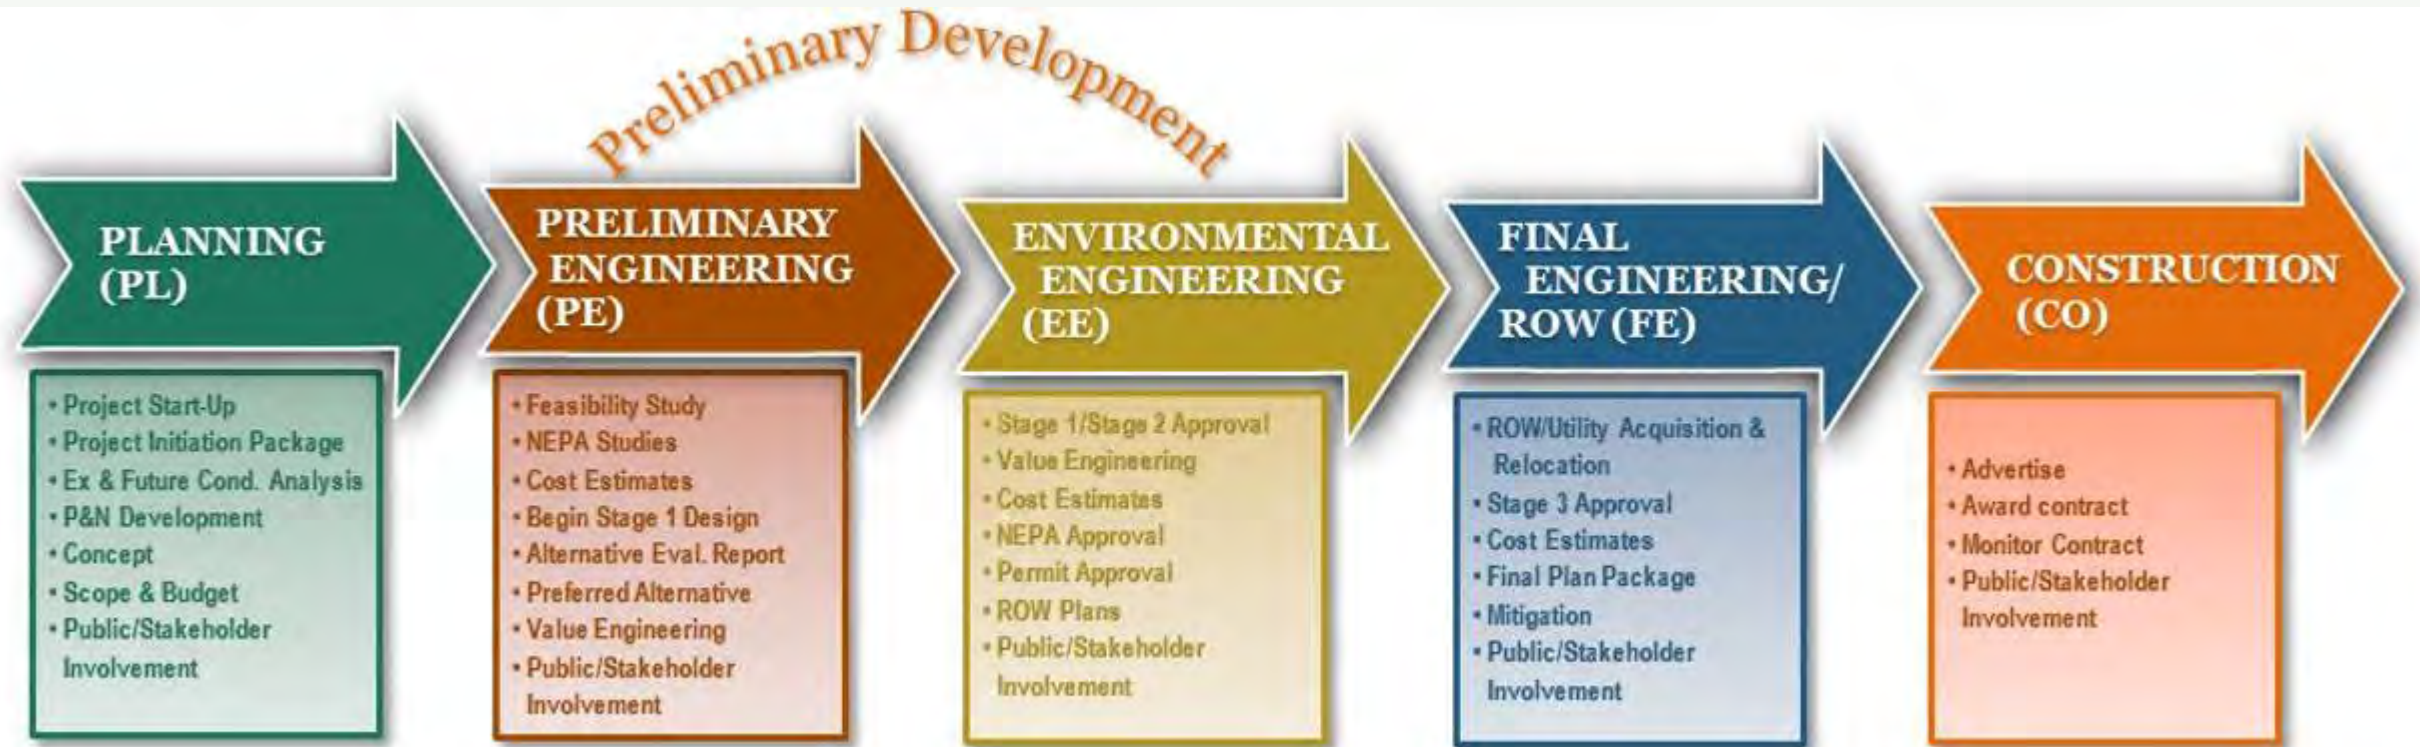 Preliminary Development
PLANNING
(PL)
• Project Start-Up
• Project Initiation Package
• Ex & Future Cond. Analysis
• P&N Development
• Concept
• Scope & Budget
• Public/Stakeholder
Involvement
PRELIMINARY
ENGINEERING
(PE)
• Feasibility Study
• NEPA Studies
• Cost Estimates
• Begin Stage 1 Design
• Alternative Eval. Report
• Preferred Alternative
• Value Engineering
• Public/Stakeholder
Involvement
ENVIRONMENTAL
ENGINEERING
(EE)
• Stage 1/Stage 2 Approval
• Value Engineering
• Cost Estimates
• NEPA Approval
• Permit Approval
• ROW Plans
• Public/Stakeholder
Involvement
FINAL
ENGINEERING/
ROW (FE)
• ROW/Utility Acquisition &
Relocation
• Stage 3 Approval
• Cost Estimates
• Final Plan Package
• Mitigation
• Public/Stakeholder
Involvement
CONSTRUCTION
(CO)
• Advertise
• Award contract
• Monitor Contract
• Public/Stakeholder
Involvement